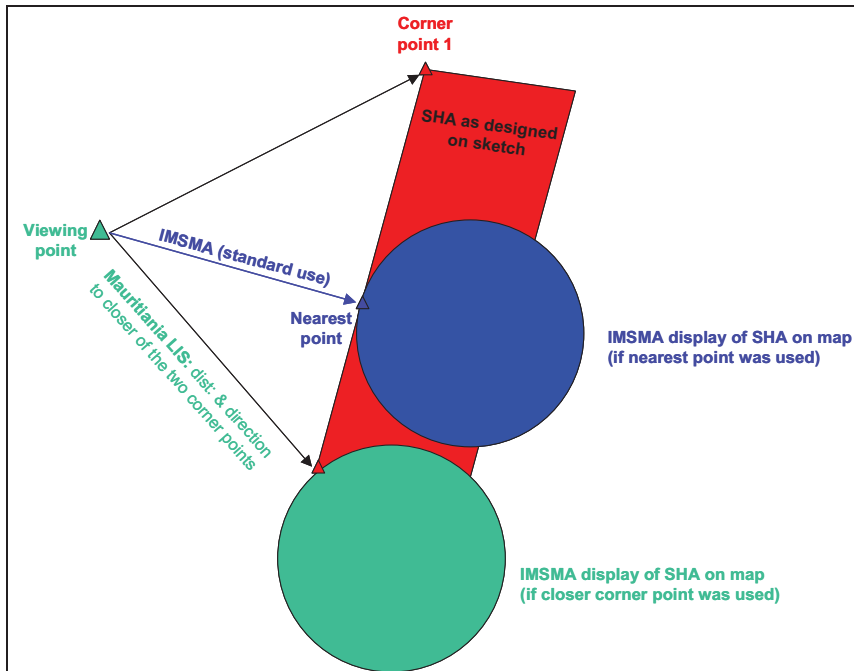 Corner
point 1
SHA as designed
on sketch
Viewing
point
IMSMA (standard use)
Mauritiania LIS: dist: & direction
to closer of the two corner points
Nearest
point
IMSMA display of SHA on map
(if nearest point was used)
IMSMA display of SHA on map
(if closer corner point was used)